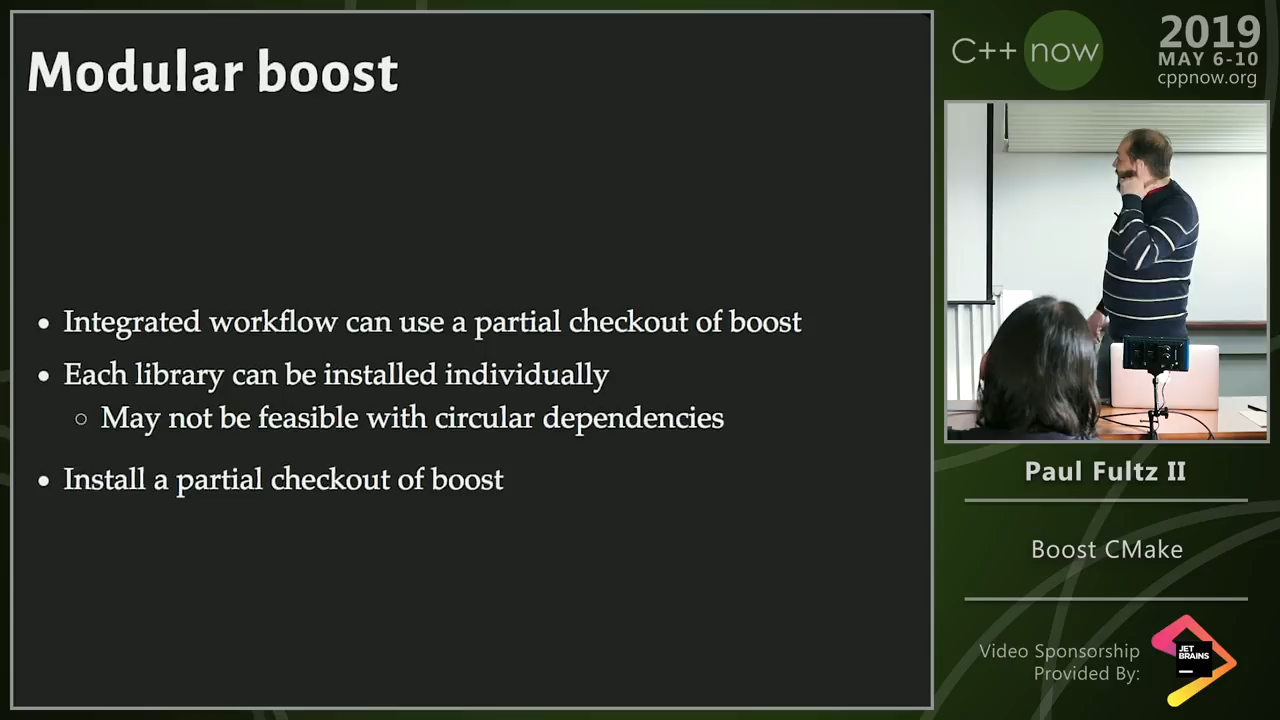 Modular boost
Integrated workflow can use a partial checkout of boost
Each library can be installed individually
May not be feasible with circular dependencies
Install a partial checkout of boost
C++ now
2019
MAY 6-10
cppnow.org
Paul Fultz II
Boost CMake
Video Sponsorship
Provided By:
JET
BRAINS